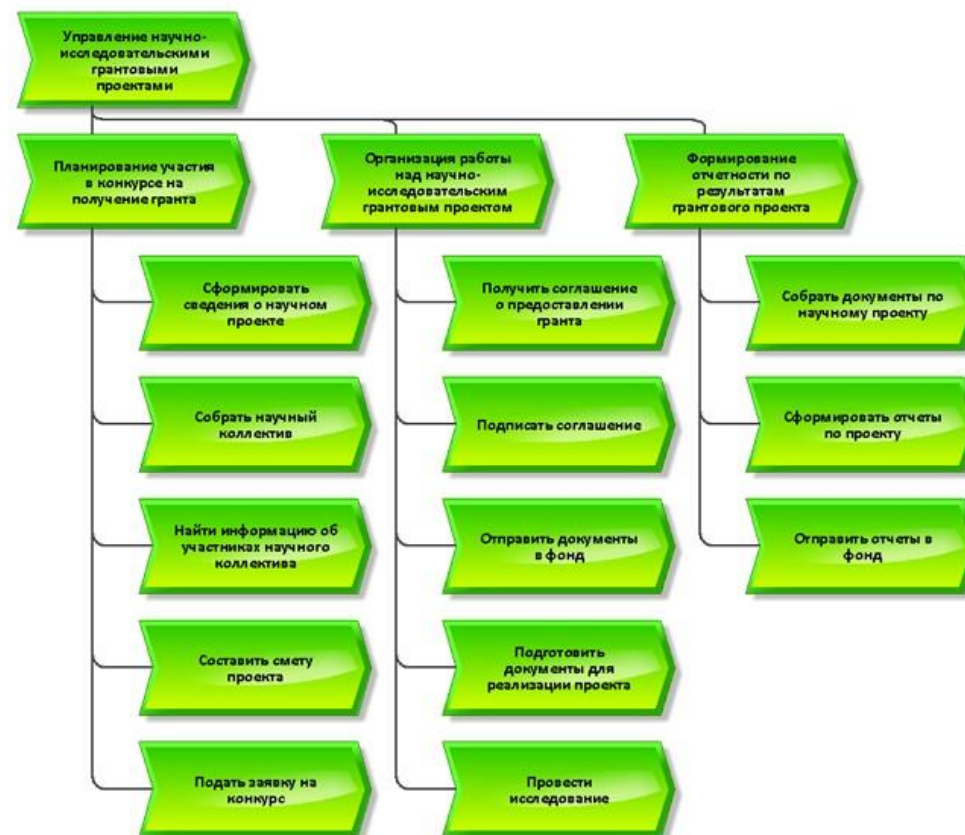 Управление научно-
исследовательскими
грантовыми
проектами
Планирование участия
в конкурсе на
получение гранта
Организация работы
над научно-
исследовательским
грантовым проектом
Формирование
отчетности по
результатам
грантового проекта
Сформировать
сведения о научном
проекте
Собрать научный
коллектив
Найти информацию об
участниках научного
коллектива
Составить смету
проекта
Подать заявку на
конкурс
Получить соглашение
о предоставлении
гранта
Подписать соглашение
Отправить документы
в фонд
Подготовить
документы для
реализации проекта
Провести
исследование
Собрать документы по
научному проекту
Сформировать отчеты
по проекту
Отправить отчеты в
фонд